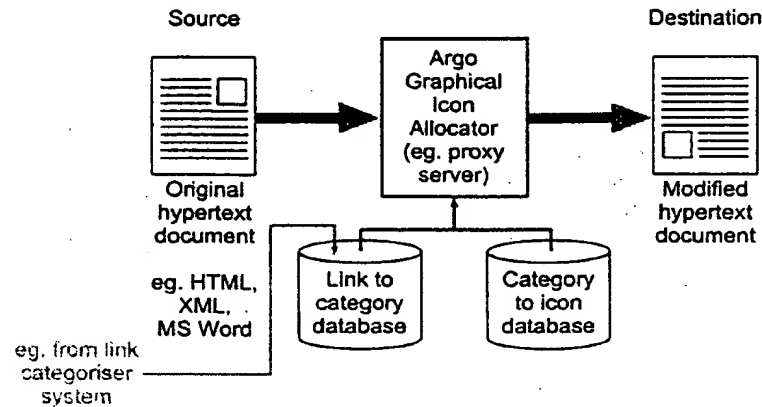 Source
Destination
Argo
Graphical
Icon
Allocator
(eg. proxy
server)
Original
hypertext
document
Modified
hypertext
document
eg. HTML,
XML,
MS Word
Link to
category
database
Category
to icon
database
eg. from link
categoriser
system